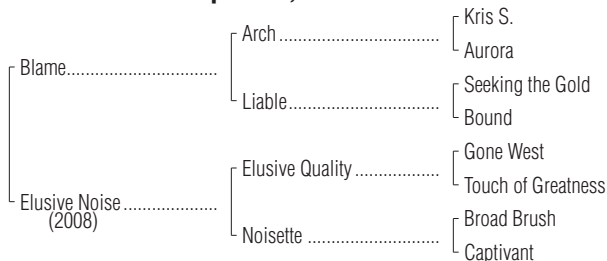 Kris S.
Arch ................................
Aurora
Blame................................
Seeking the Gold
Liable................................
Bound
Gone West
Elusive Quality ..................
Touch of Greatness
Elusive Noise ....................
(2008)
Broad Brush
Noisette ............................
Captivant